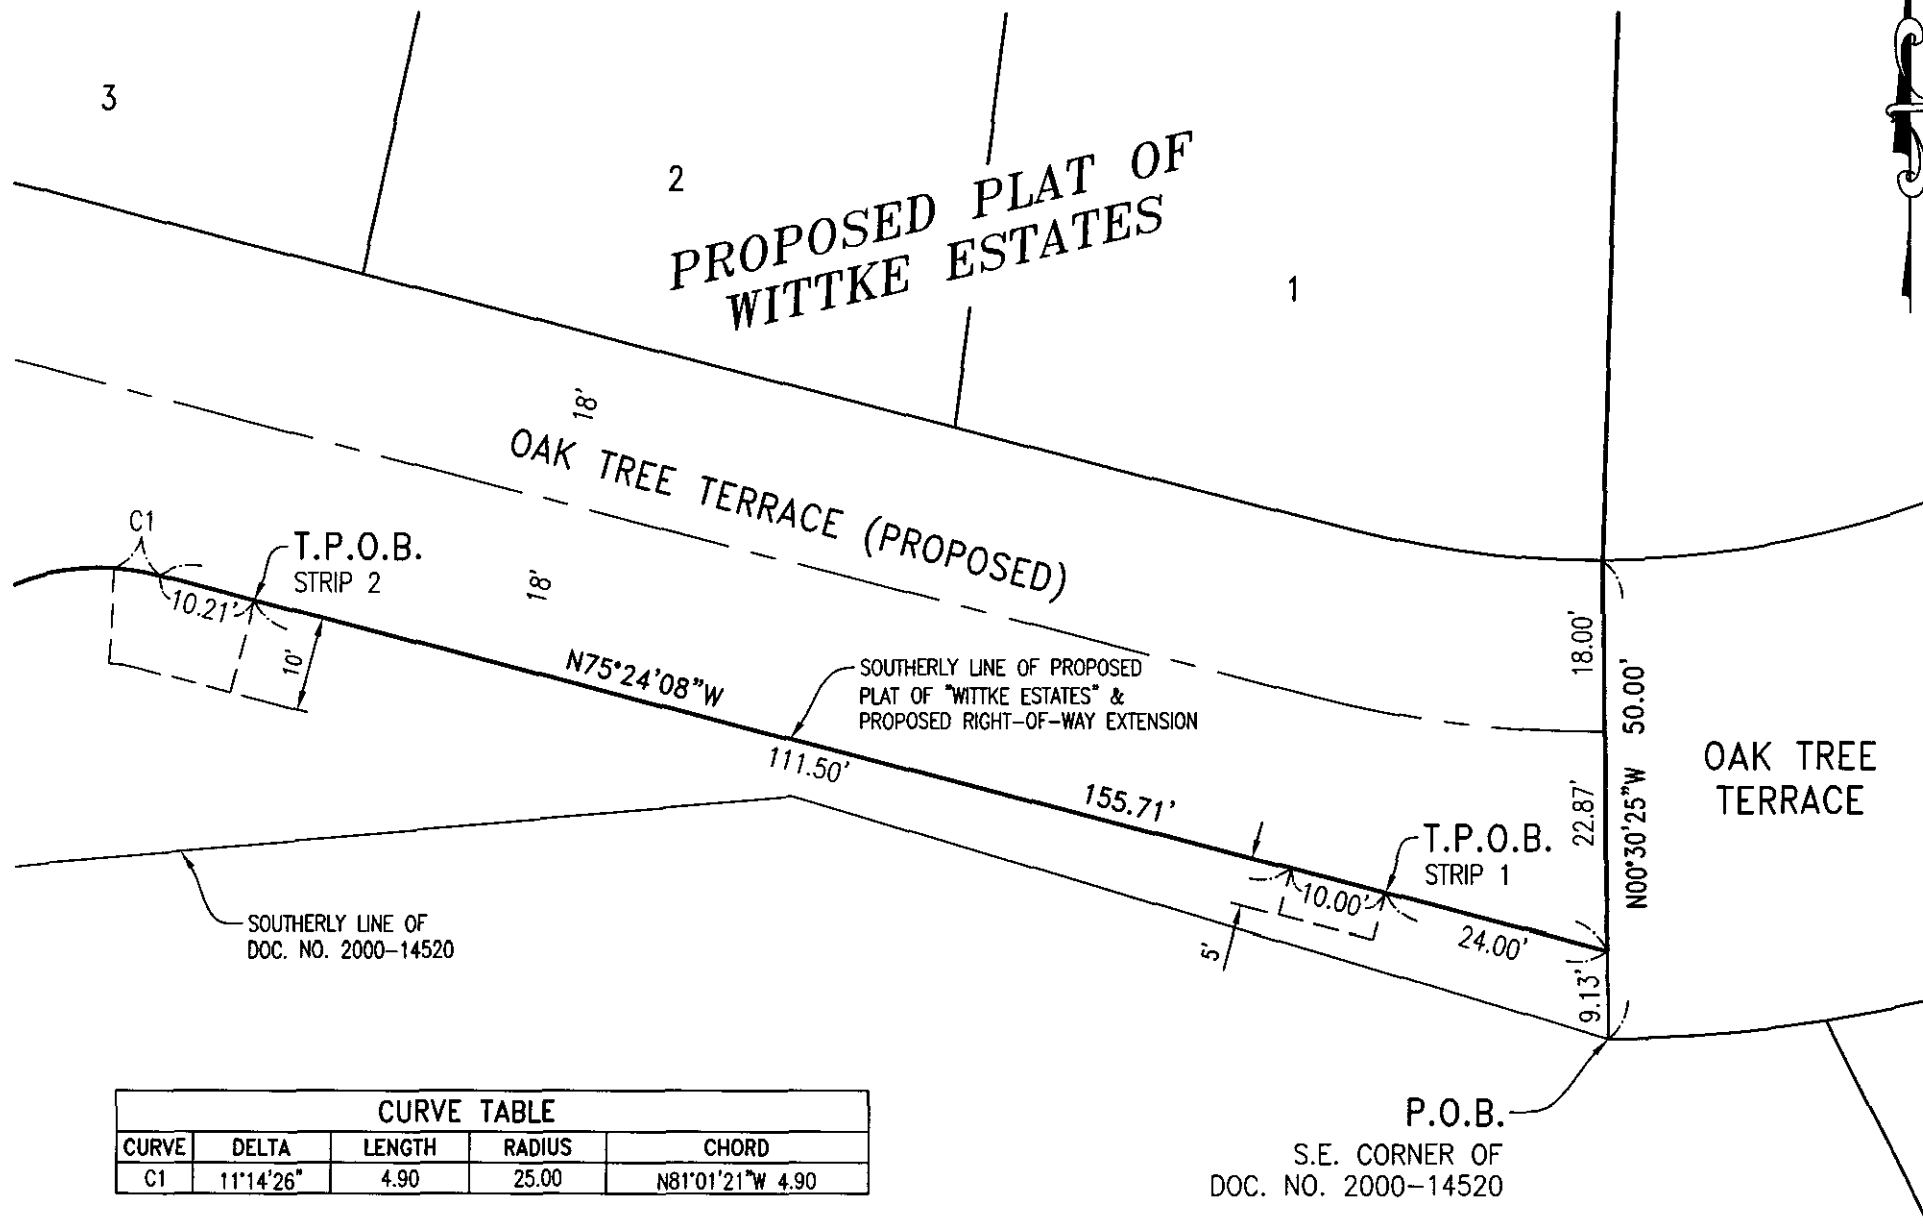 3
2
PROPOSED PLAT OF
WITTKE ESTATES
1
18'
OAK TREE TERRACE (PROPOSED)
C1
T.P.O.B.
STRIP 2
10.21'
18'
10'
N75°24'08"W
SOUTHERLY LINE OF PROPOSED
PLAT OF "WITTKE ESTATES" &
PROPOSED RIGHT-OF-WAY EXTENSION
111.50'
155.71'
18.00'
22.87'
N00°30'25"W 50.00'
OAK TREE
TERRACE
T.P.O.B.
STRIP 1
10.00'
24.00'
5'
9.13'
SOUTHERLY LINE OF
DOC. NO. 2000-14520
P.O.B.
S.E. CORNER OF
DOC. NO. 2000-14520
CURVE TABLE
CURVE DELTA LENGTH RADIUS CHORD
C1 11°14'26" 4.90 25.00 N81°01'21"W 4.90